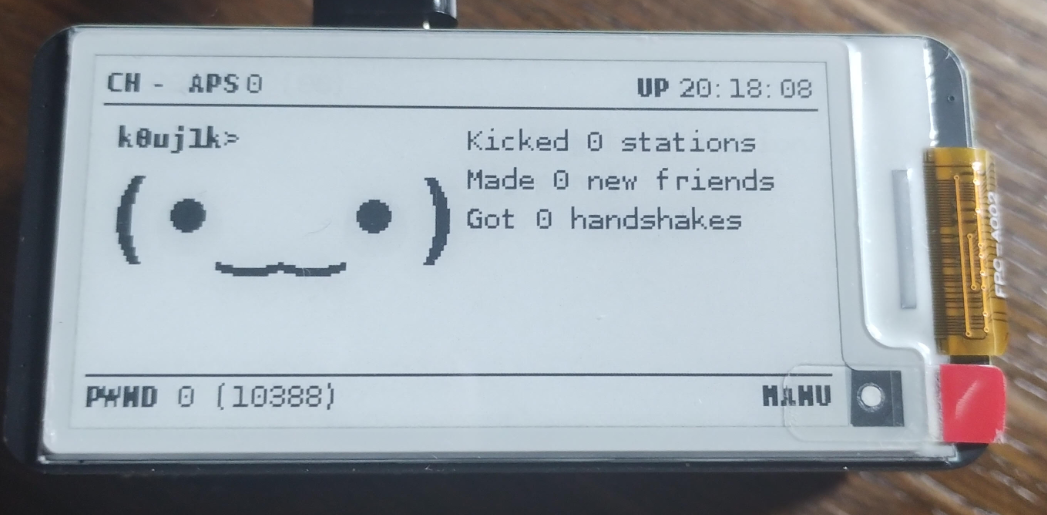 CH - APS 0
UP 20:18:08
k0uj1k>
Kicked 0 stations
Made 0 new friends
Got 0 handshakes
PWND 0 (10388)
MANU